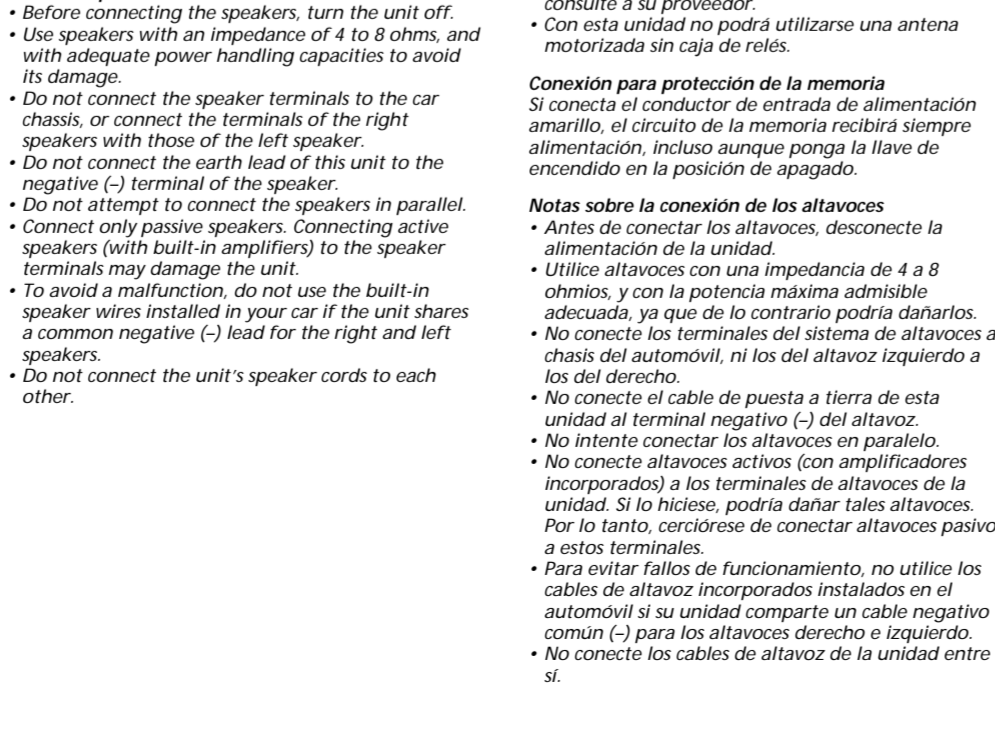 • Before connecting the speakers, turn the unit off.
• Use speakers with an impedance of 4 to 8 ohms, and
with adequate power handling capacities to avoid
its damage.
• Do not connect the speaker terminals to the car
chassis, or connect the terminals of the right
speakers with those of the left speaker.
• Do not connect the earth lead of this unit to the
negative (–) terminal of the speaker.
• Do not attempt to connect the speakers in parallel.
• Connect only passive speakers. Connecting active
speakers (with built-in amplifiers) to the speaker
terminals may damage the unit.
• To avoid a malfunction, do not use the built-in
speaker wires installed in your car if the unit shares
a common negative (–) lead for the right and left
speakers.
• Do not connect the unit's speaker cords to each
other.
consulte a su proveedor.
• Con esta unidad no podrá utilizarse una antena
motorizada sin caja de relés.
Conexión para protección de la memoria
Si conecta el conductor de entrada de alimentación
amarillo, el circuito de la memoria recibirá siempre
alimentación, incluso aunque ponga la llave de
encendido en la posición de apagado.
Notas sobre la conexión de los altavoces
• Antes de conectar los altavoces, desconecte la
alimentación de la unidad.
• Utilice altavoces con una impedancia de 4 a 8
ohmios, y con la potencia máxima admisible
adecuada, ya que de lo contrario podría dañarlos.
• No conecte los terminales del sistema de altavoces a
chasis del automóvil, ni los del altavoz izquierdo a
los del derecho.
• No conecte el cable de puesta a tierra de esta
unidad al terminal negativo (–) del altavoz.
• No intente conectar los altavoces en paralelo.
• No conecte altavoces activos (con amplificadores
incorporados) a los terminales de altavoces de la
unidad. Si lo hiciese, podría dañar tales altavoces.
Por lo tanto, cerciórese de conectar altavoces pasivo
a estos terminales.
• Para evitar fallos de funcionamiento, no utilice los
cables de altavoz incorporados instalados en el
automóvil si su unidad comparte un cable negativo
común (–) para los altavoces derecho e izquierdo.
• No conecte los cables de altavoz de la unidad entre
sí.